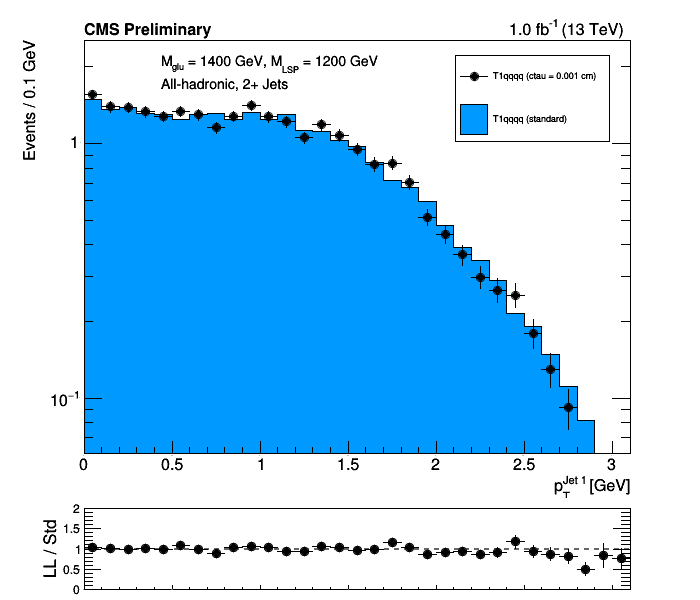 CMS Preliminary
1.0 fb⁻¹ (13 TeV)
M_glu = 1400 GeV, M_LSP = 1200 GeV
All-hadronic, 2+ Jets
T1qqqq (ctau = 0.001 cm)
T1qqqq (standard)
Events / 0.1 GeV
1
10⁻¹
0 0.5 1 1.5 2 2.5 3
p_T^Jet 1 [GeV]
LL / Std
2
1.5
1
0.5
0